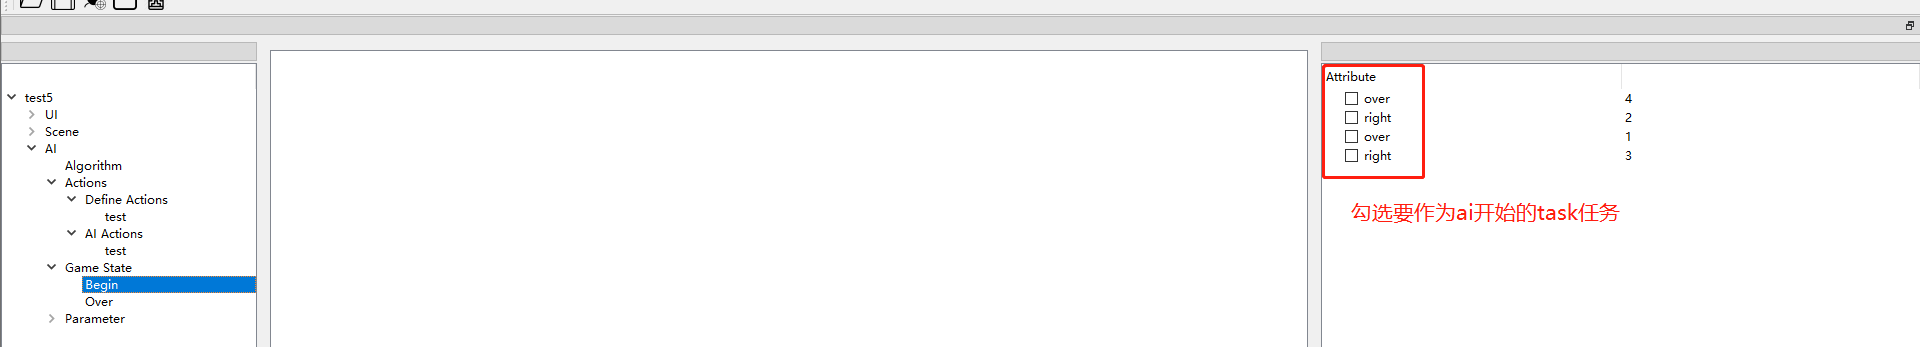 test5
UI
Scene
AI
Algorithm
Actions
Define Actions
test
AI Actions
test
Game State
Begin
Over
Parameter
Attribute
over 4
right 2
over 1
right 3
勾选要作为ai开始的task任务